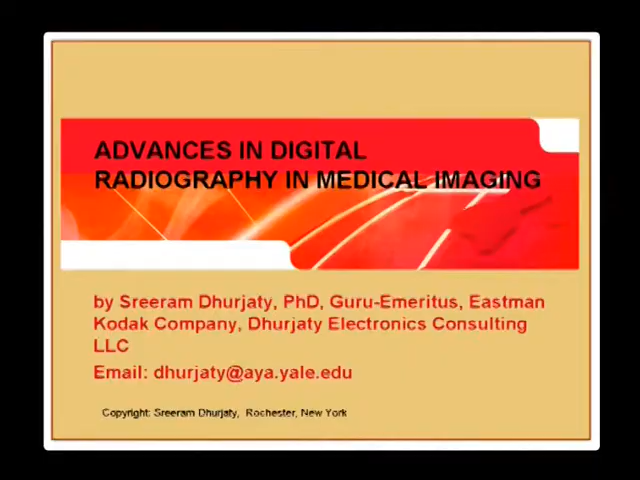 ADVANCES IN DIGITAL
RADIOGRAPHY IN MEDICAL IMAGING
by Sreeram Dhurjaty, PhD, Guru-Emeritus, Eastman
Kodak Company, Dhurjaty Electronics Consulting
LLC
Email: dhurjaty@aya.yale.edu
Copyright: Sreeram Dhurjaty, Rochester, New York